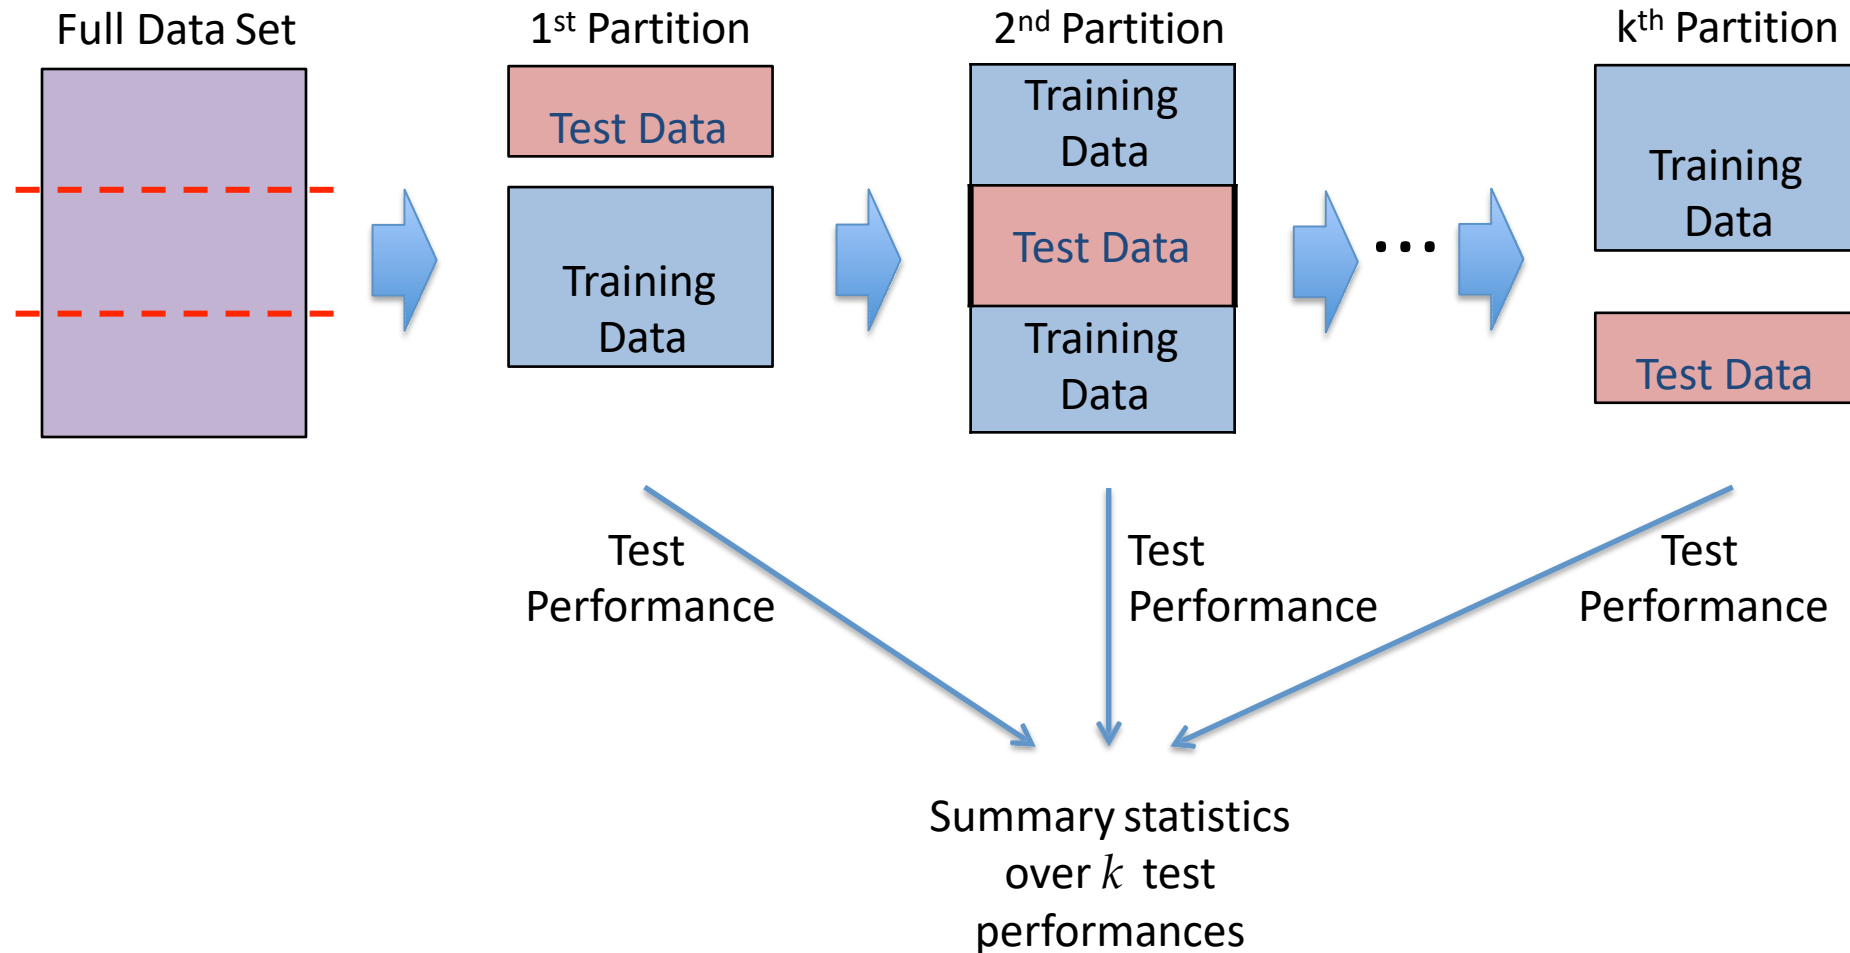 Full Data Set
1st Partition
2nd Partition
kth Partition
Test Data
Training
Data
Training
Data
Test Data
Training
Data
Training
Data
Test Data
...
Test
Performance
Test
Performance
Test
Performance
Summary statistics
over k test
performances